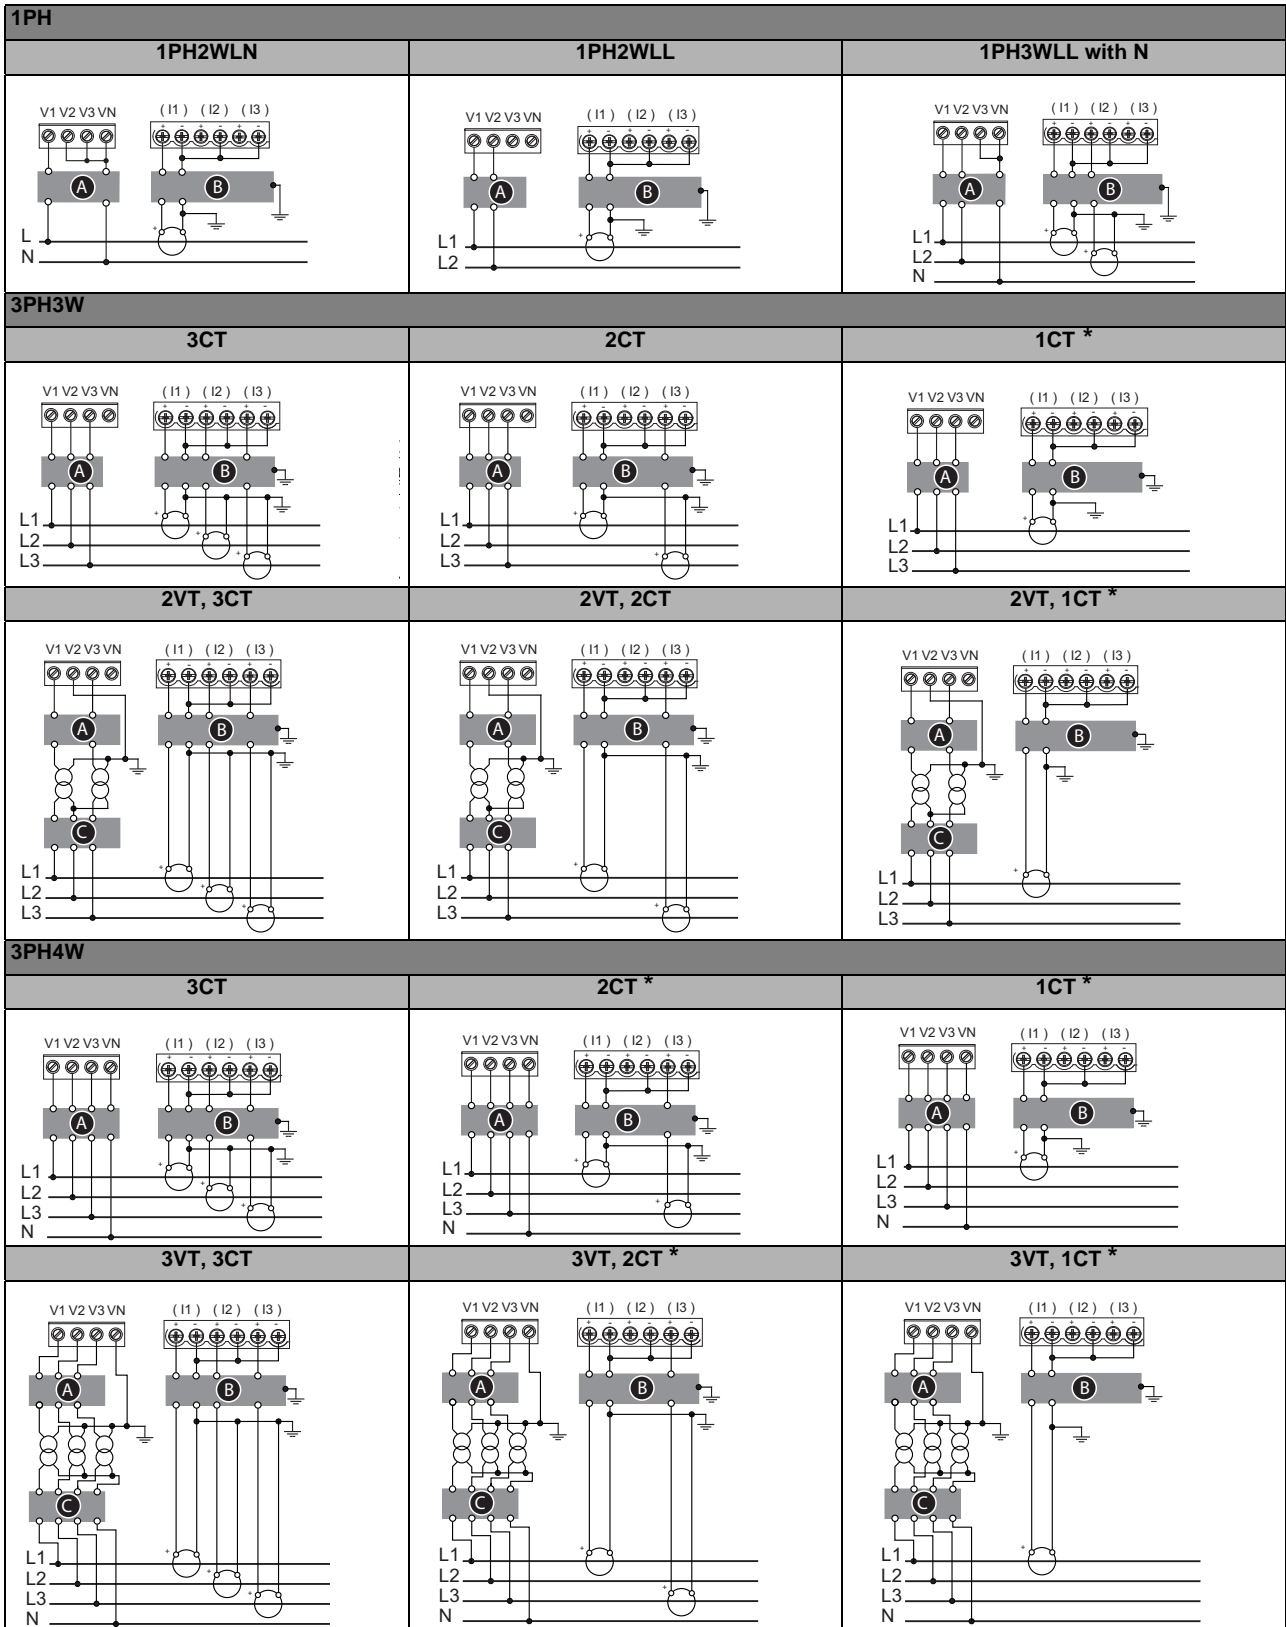 1PH
1PH2WLN
1PH2WLL
1PH3WLL with N
V1 V2 V3 VN ( I1 ) ( I2 ) ( I3 )
+ - + - + -
A
B
+
L
N
V1 V2 V3 VN ( I1 ) ( I2 ) ( I3 )
+ - + - + -
A
B
+
L1
L2
V1 V2 V3 VN ( I1 ) ( I2 ) ( I3 )
+ - + - + -
A
B
+
+
L1
L2
N
3PH3W
3CT
2CT
1CT *
V1 V2 V3 VN ( I1 ) ( I2 ) ( I3 )
+ - + - + -
A
B
+
+
+
L1
L2
L3
V1 V2 V3 VN ( I1 ) ( I2 ) ( I3 )
+ - + - + -
A
B
+
+
L1
L2
L3
V1 V2 V3 VN ( I1 ) ( I2 ) ( I3 )
+ - + - + -
A
B
+
L1
L2
L3
2VT, 3CT
2VT, 2CT
2VT, 1CT *
V1 V2 V3 VN ( I1 ) ( I2 ) ( I3 )
+ - + - + -
A
B
C
+
+
+
L1
L2
L3
V1 V2 V3 VN ( I1 ) ( I2 ) ( I3 )
+ - + - + -
A
B
C
+
+
L1
L2
L3
V1 V2 V3 VN ( I1 ) ( I2 ) ( I3 )
+ - + - + -
A
B
C
+
L1
L2
L3
3PH4W
3CT
2CT *
1CT *
V1 V2 V3 VN ( I1 ) ( I2 ) ( I3 )
+ - + - + -
A
B
+
+
+
L1
L2
L3
N
V1 V2 V3 VN ( I1 ) ( I2 ) ( I3 )
+ - + - + -
A
B
+
+
L1
L2
L3
N
V1 V2 V3 VN ( I1 ) ( I2 ) ( I3 )
+ - + - + -
A
B
+
L1
L2
L3
N
3VT, 3CT
3VT, 2CT *
3VT, 1CT *
V1 V2 V3 VN ( I1 ) ( I2 ) ( I3 )
+ - + - + -
A
B
C
+
+
+
L1
L2
L3
N
V1 V2 V3 VN ( I1 ) ( I2 ) ( I3 )
+ - + - + -
A
B
C
+
+
L1
L2
L3
N
V1 V2 V3 VN ( I1 ) ( I2 ) ( I3 )
+ - + - + -
A
B
C
+
L1
L2
L3
N